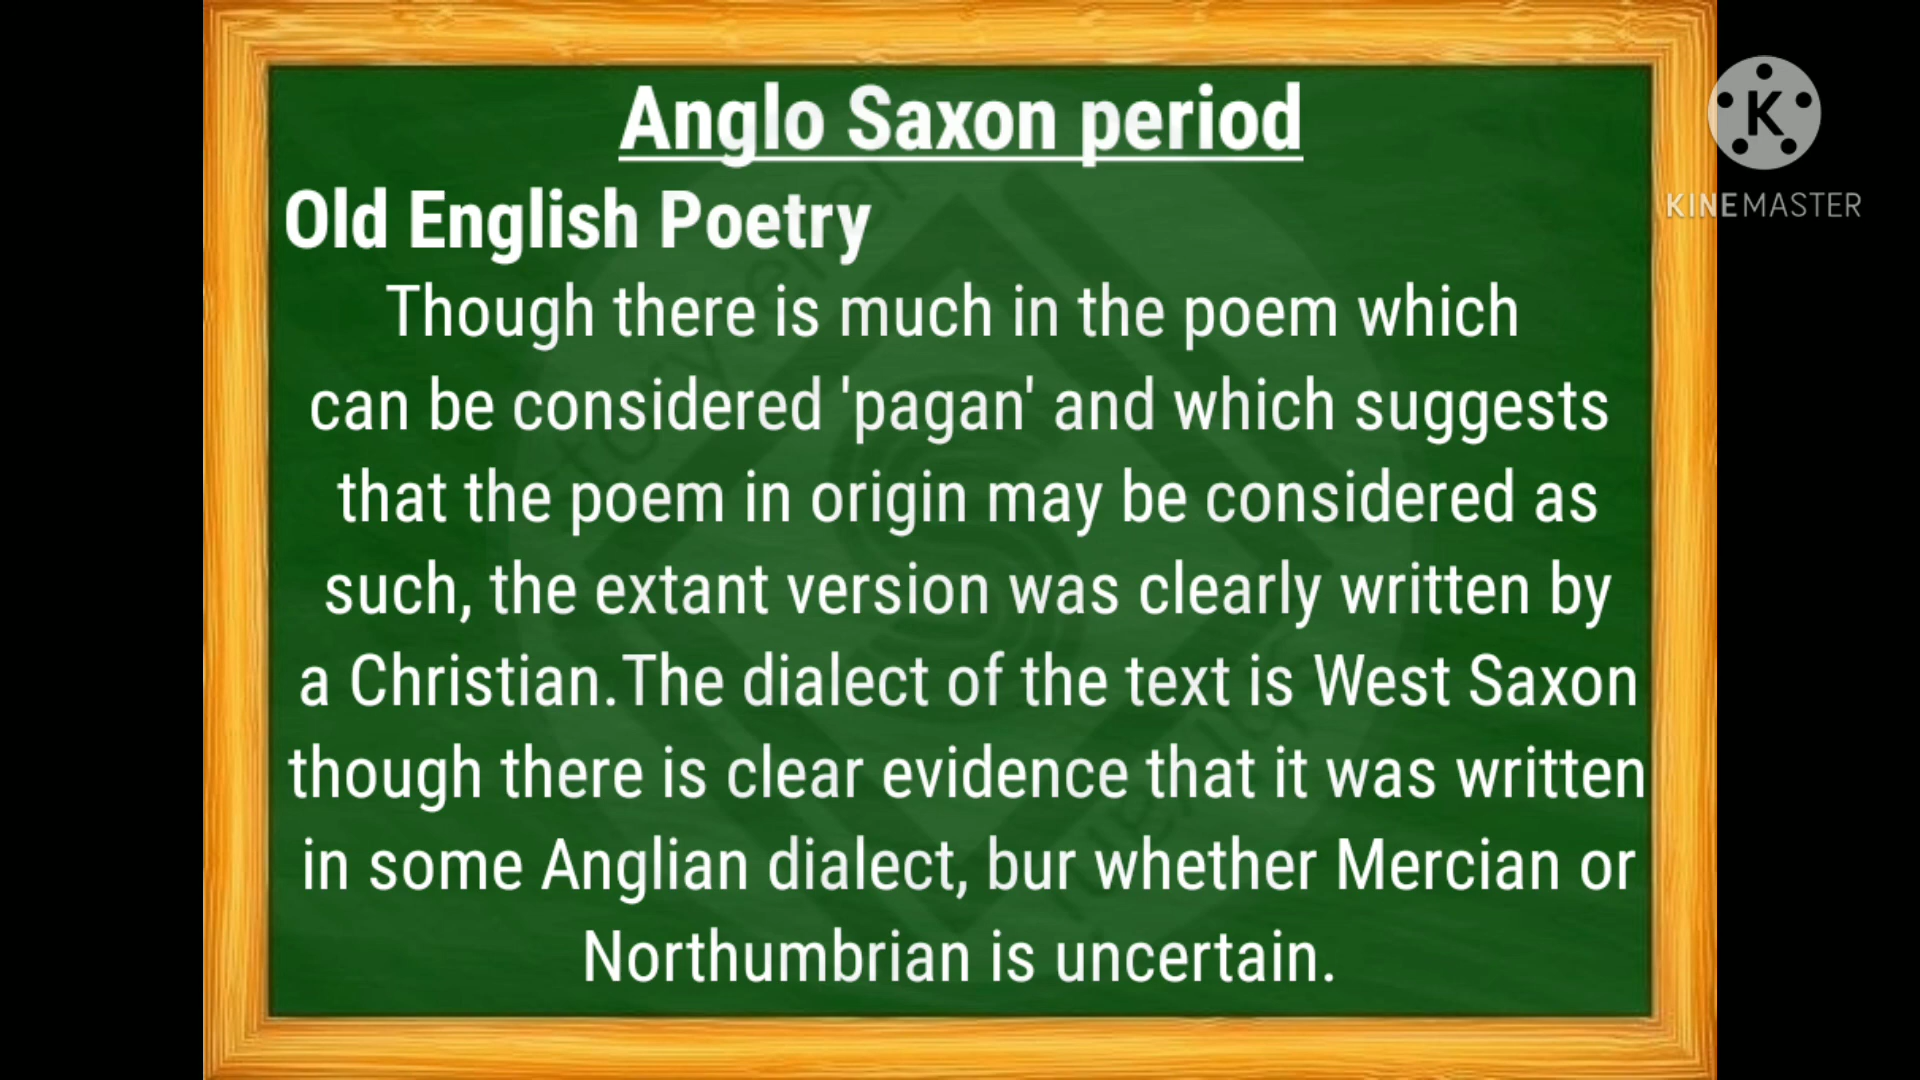 Anglo Saxon period
Old English Poetry
Though there is much in the poem which
can be considered 'pagan' and which suggests
that the poem in origin may be considered as
such, the extant version was clearly written by
a Christian.The dialect of the text is West Saxon
though there is clear evidence that it was written
in some Anglian dialect, bur whether Mercian or
Northumbrian is uncertain.
K
KINEMASTER